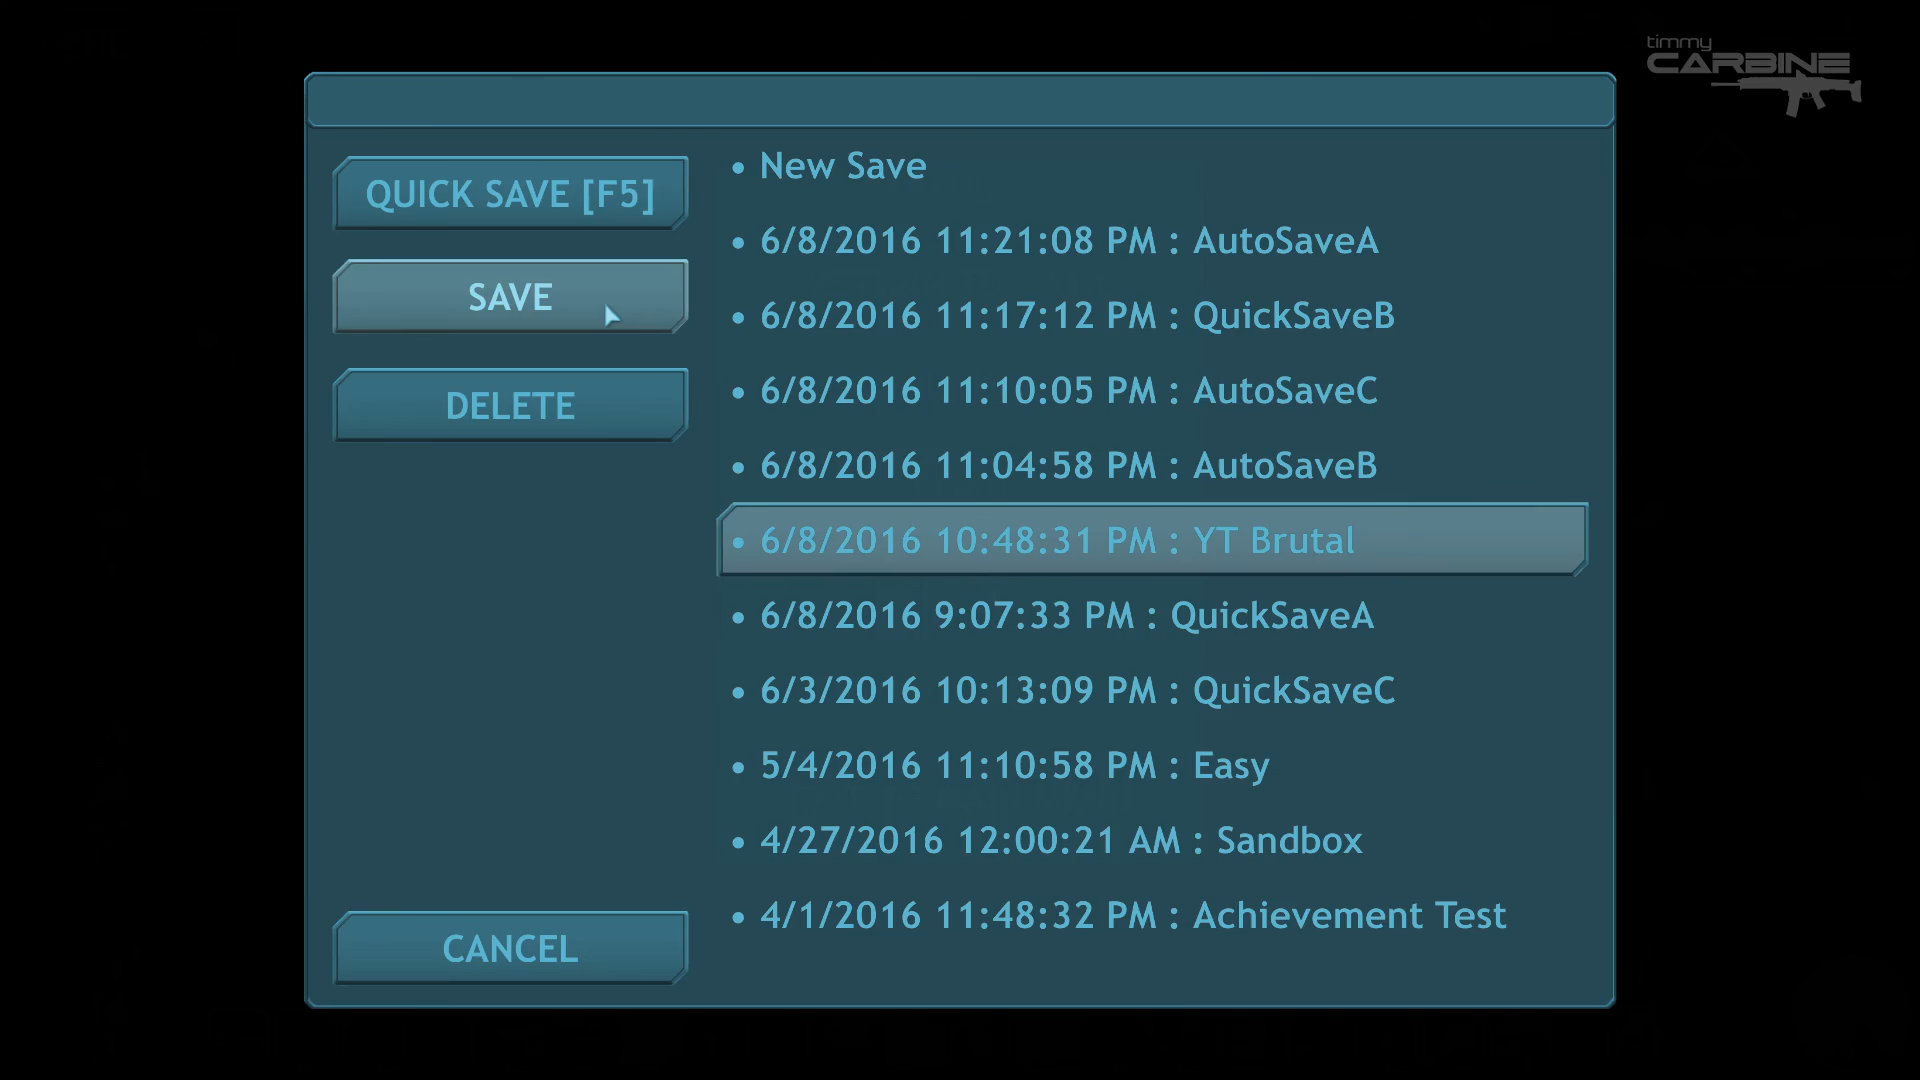 timmy
CARBINE
QUICK SAVE [F5]
SAVE
DELETE
CANCEL
• New Save
• 6/8/2016 11:21:08 PM : AutoSaveA
• 6/8/2016 11:17:12 PM : QuickSaveB
• 6/8/2016 11:10:05 PM : AutoSaveC
• 6/8/2016 11:04:58 PM : AutoSaveB
• 6/8/2016 10:48:31 PM : YT Brutal
• 6/8/2016 9:07:33 PM : QuickSaveA
• 6/3/2016 10:13:09 PM : QuickSaveC
• 5/4/2016 11:10:58 PM : Easy
• 4/27/2016 12:00:21 AM : Sandbox
• 4/1/2016 11:48:32 PM : Achievement Test